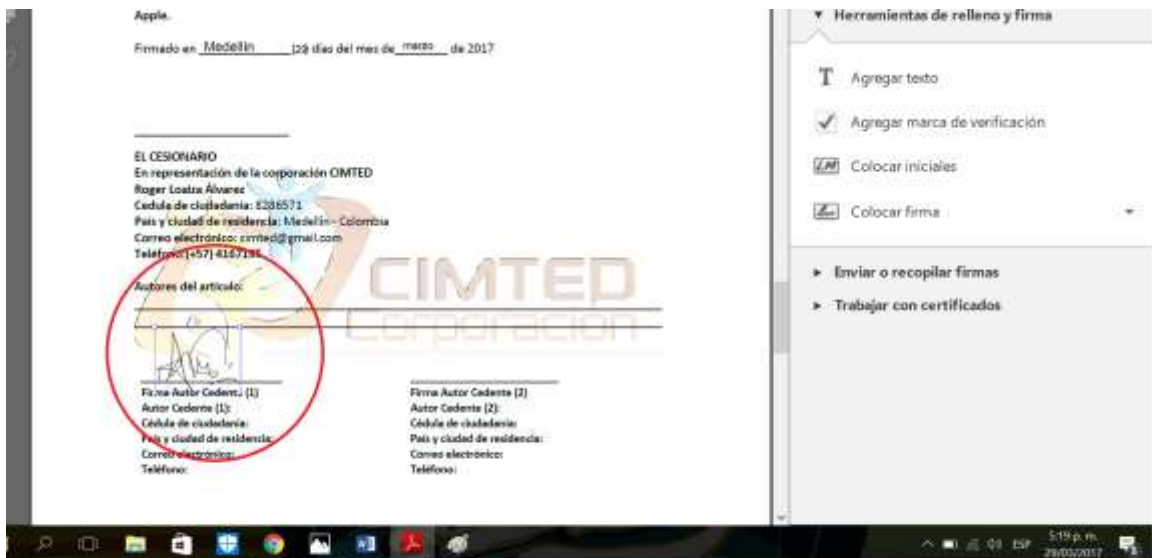 Apple.
Firmado en Medellín (29) días del mes de marzo de 2017
EL CESIONARIO
En representación de la corporación CIMTED
Roger Loaiza Álvarez
Cedula de ciudadanía: 6286571
País y ciudad de residencia: Medellín - Colombia
Correo electrónico: cimted@gmail.com
Teléfono:(+57)
Autores del artículo:
CIMTED
Corporación
Firma Autor Cedente (1)
Autor Cedente (1):
Cédula de ciudadanía:
País y ciudad de residencia:
Correo electrónico:
Teléfono:
Firma Autor Cedente (2)
Autor Cedente (2):
Cédula de ciudadanía:
País y ciudad de residencia:
Correo electrónico:
Teléfono:
Herramientas de relleno y firma
Agregar texto
Agregar marca de verificación
Colocar iniciales
Colocar firma
Enviar o recopilar firmas
Trabajar con certificados
ESP
5:19 p. m.
29/03/2017